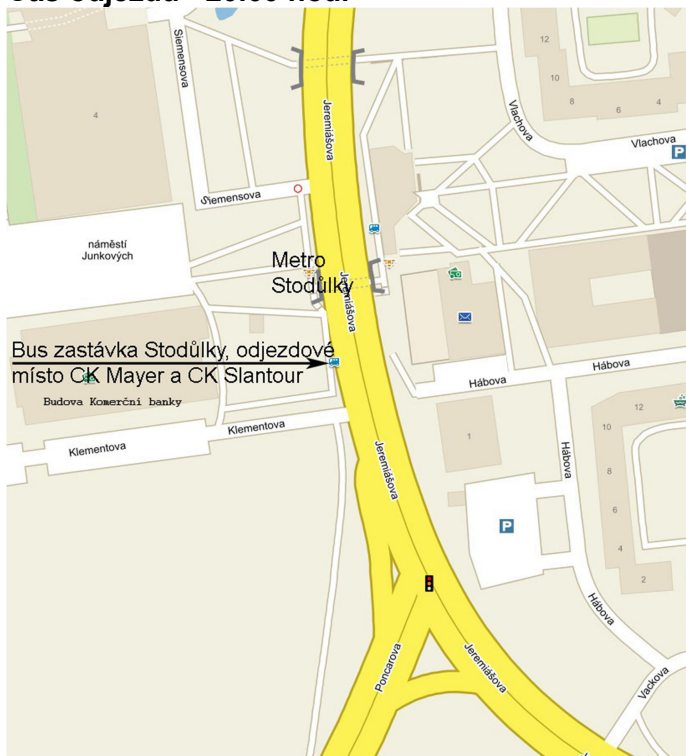 Siemensova
12
10
8
6
4
4
Jeremiášova
Vlachova
Vlachova
P
Siemensova
náměstí
Junkových
Metro
Stodůlky
Jeremiášova
Bus zastávka Stodůlky, odjezdové
místo CK Mayer a CK Slantour
Budova Komerční banky
Hábova
Hábova
Klementova
Klementova
Jeremiášova
1
Hábova
12
10
8
6
4
2
P
Hábova
Poncarova
Jeremiášova
Vackova